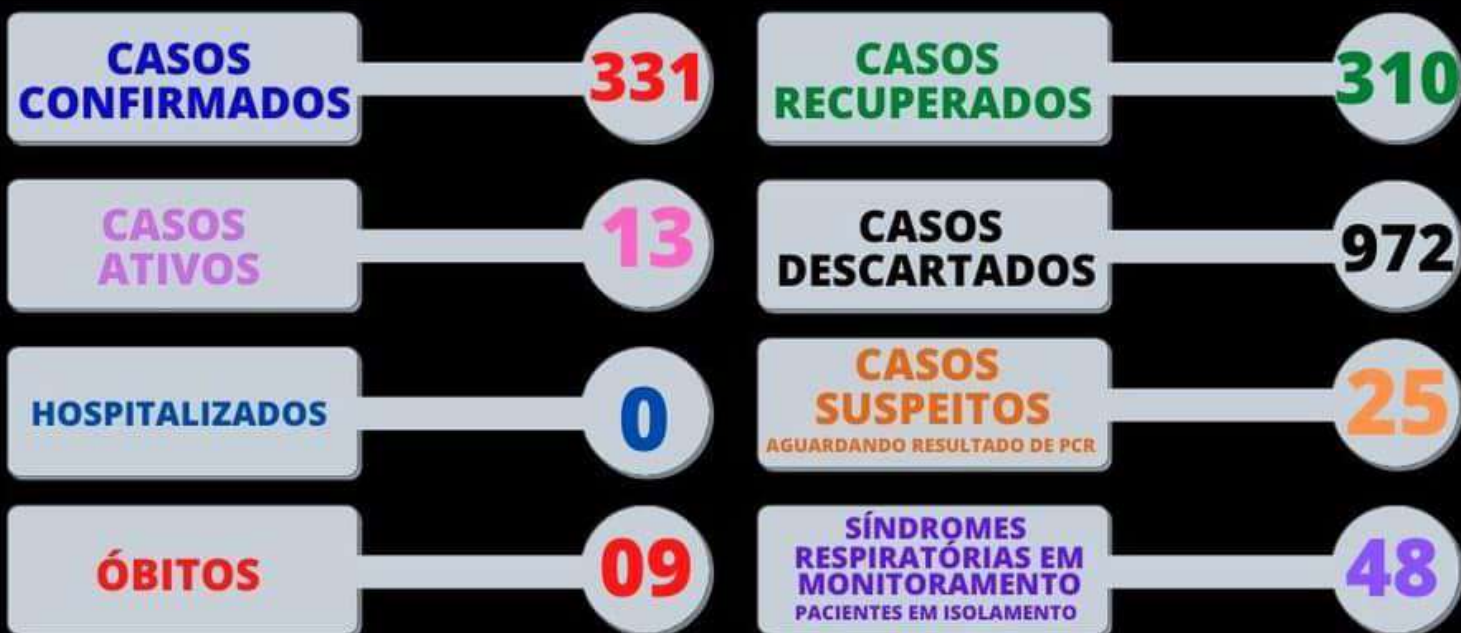 CASOS
CONFIRMADOS
331
CASOS
RECUPERADOS
310
CASOS
ATIVOS
13
CASOS
DESCARTADOS
972
HOSPITALIZADOS
0
CASOS
SUSPEITOS
AGUARDANDO RESULTADO DE PCR
25
ÓBITOS
09
SÍNDROMES
RESPIRATÓRIAS EM
MONITORAMENTO
PACIENTES EM ISOLAMENTO
48